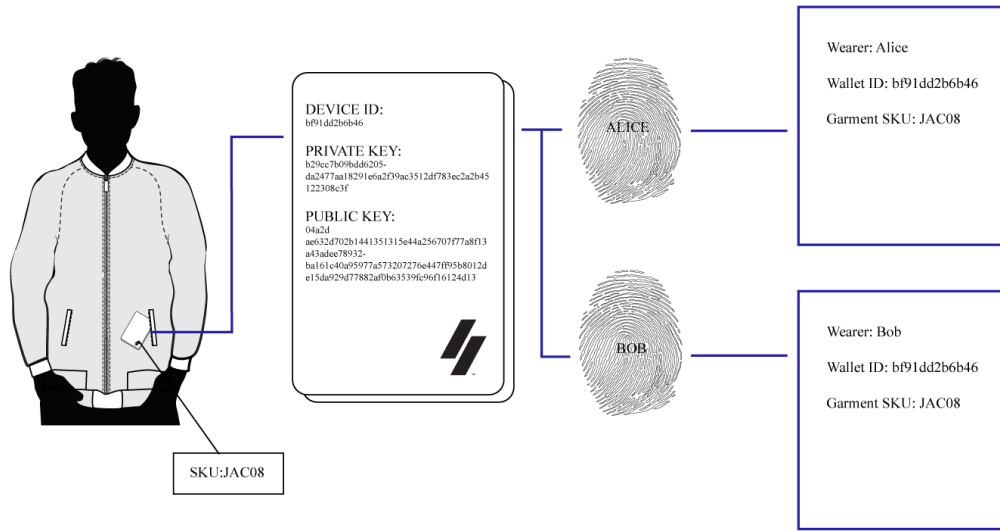 DEVICE ID:
bf91dd2b6b46
PRIVATE KEY:
b29cc7b09bdd6205-
da2477aa18291e6a2f39ac3512df783ec2a2b45
122308c3f
PUBLIC KEY:
04a2d
ae632d702b1441351315e44a256707f77a8f13
a43adee78932-
ba161c40a95977a573207276e447ff95b8012d
e15da929d77882af0b63539fc96f16124d13
SKU:JAC08
ALICE
BOB
Wearer: Alice
Wallet ID: bf91dd2b6b46
Garment SKU: JAC08
Wearer: Bob
Wallet ID: bf91dd2b6b46
Garment SKU: JAC08